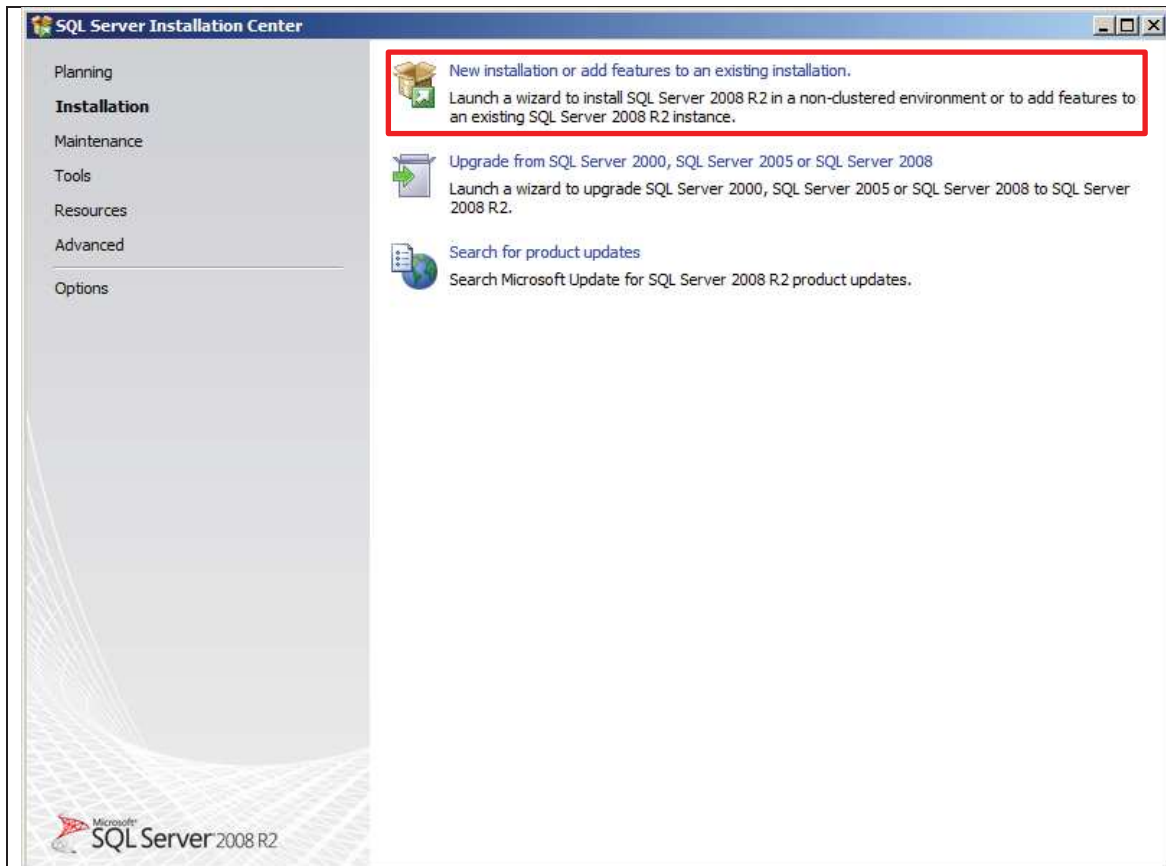 SQL Server Installation Center
Planning
Installation
Maintenance
Tools
Resources
Advanced
Options
New installation or add features to an existing installation.
Launch a wizard to install SQL Server 2008 R2 in a non-clustered environment or to add features to
an existing SQL Server 2008 R2 instance.
Upgrade from SQL Server 2000, SQL Server 2005 or SQL Server 2008
Launch a wizard to upgrade SQL Server 2000, SQL Server 2005 or SQL Server 2008 to SQL Server
2008 R2.
Search for product updates
Search Microsoft Update for SQL Server 2008 R2 product updates.
Microsoft®
SQL Server 2008 R2